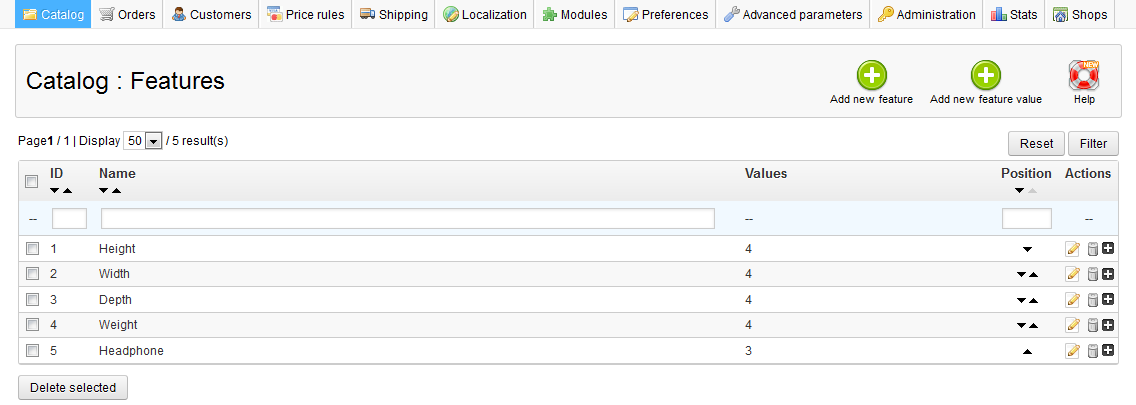 Catalog Orders Customers Price rules Shipping Localization Modules Preferences Advanced parameters Administration Stats Shops
Catalog : Features
Add new feature Add new feature value NEW Help
Page1 / 1 | Display 50 / 5 result(s)
Reset Filter
ID Name Values Position Actions
-- -- --
1 Height 4
2 Width 4
3 Depth 4
4 Weight 4
5 Headphone 3
Delete selected